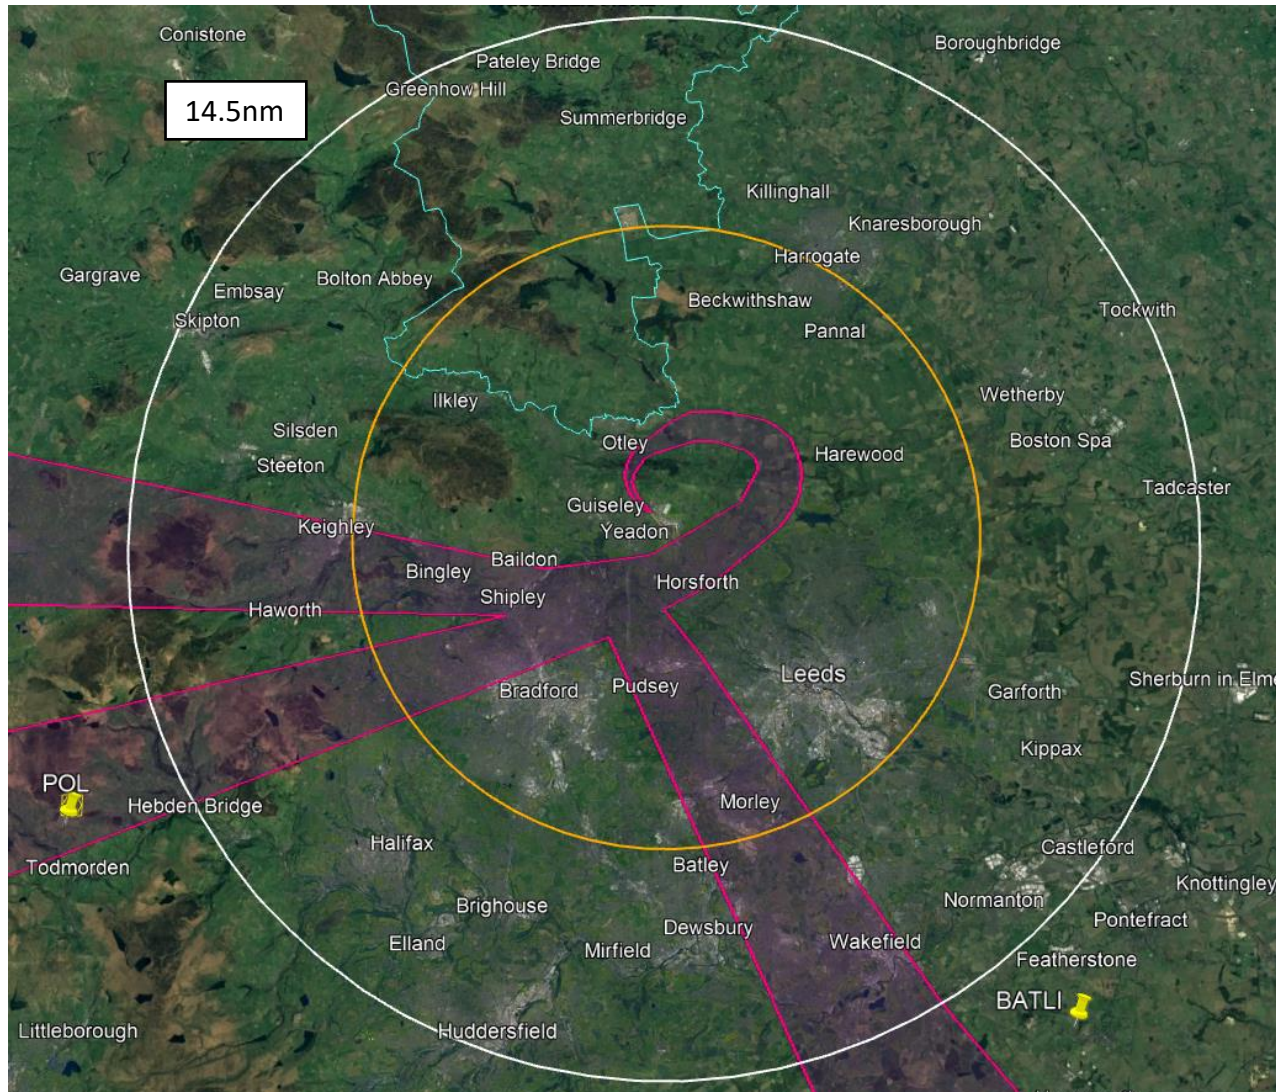 Conistone
Boroughbridge
Pateley Bridge
Greenhow Hill
14.5nm
Summerbridge
Killinghall
Knaresborough
Harrogate
Gargrave
Bolton Abbey
Embsay
Beckwithshaw
Tockwith
Skipton
Pannal
Wetherby
Ilkley
Silsden
Otley
Boston Spa
Harewood
Steeton
Tadcaster
Guiseley
Keighley
Yeadon
Baildon
Bingley
Horsforth
Shipley
Haworth
Leeds
Sherburn in Elme
Pudsey
Bradford
Garforth
Kippax
POL
Morley
Hebden Bridge
Halifax
Castleford
Batley
Todmorden
Knottingley
Normanton
Brighouse
Pontefract
Dewsbury
Elland
Wakefield
Mirfield
Featherstone
BATLI
Littleborough
Huddersfield